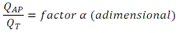 Q_AP / Q_T = factor α (adimensional)